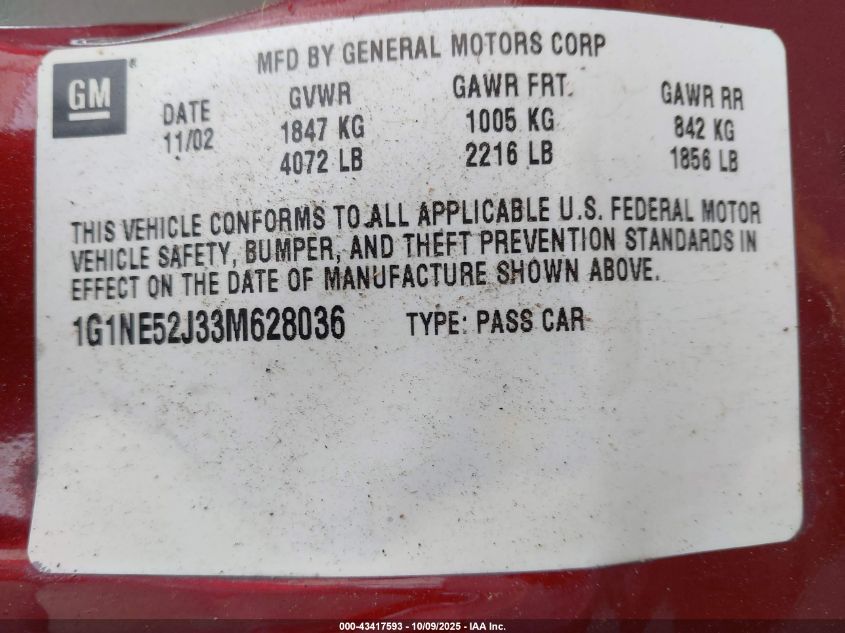 MFD BY GENERAL MOTORS CORP
GM®
DATE
11/02
GVWR
1847 KG
4072 LB
GAWR FRT.
1005 KG
2216 LB
GAWR RR
842 KG
1856 LB
THIS VEHICLE CONFORMS TO ALL APPLICABLE U.S. FEDERAL MOTOR
VEHICLE SAFETY, BUMPER, AND THEFT PREVENTION STANDARDS IN
EFFECT ON THE DATE OF MANUFACTURE SHOWN ABOVE.
1G1NE52J33M628036 TYPE: PASS CAR
000-43417593 - 10/09/2025 - IAA Inc.